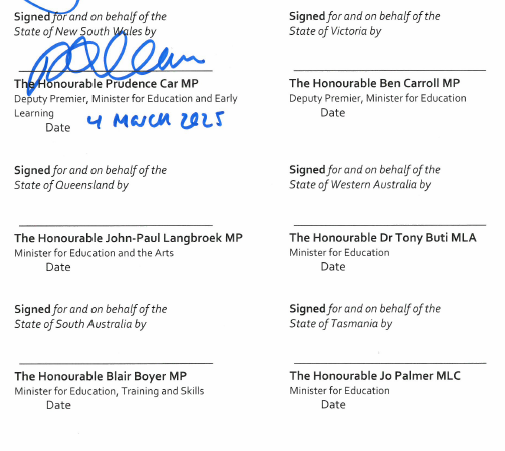 Signed for and on behalf of the
State of New South Wales by
The Honourable Prudence Car MP
Deputy Premier, Minister for Education and Early
Learning
Date 4 March 2025
Signed for and on behalf of the
State of Victoria by
The Honourable Ben Carroll MP
Deputy Premier, Minister for Education
Date
Signed for and on behalf of the
State of Queensland by
The Honourable John-Paul Langbroek MP
Minister for Education and the Arts
Date
Signed for and on behalf of the
State of Western Australia by
The Honourable Dr Tony Buti MLA
Minister for Education
Date
Signed for and on behalf of the
State of South Australia by
The Honourable Blair Boyer MP
Minister for Education, Training and Skills
Date
Signed for and on behalf of the
State of Tasmania by
The Honourable Jo Palmer MLC
Minister for Education
Date